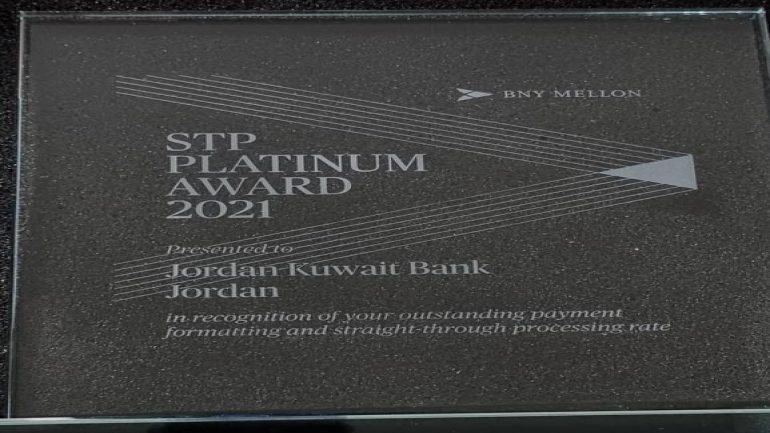 BNY MELLON
STP
PLATINUM
AWARD
2021
Presented to
Jordan Kuwait Bank
Jordan
in recognition of your outstanding payment
formatting and straight-through processing rate